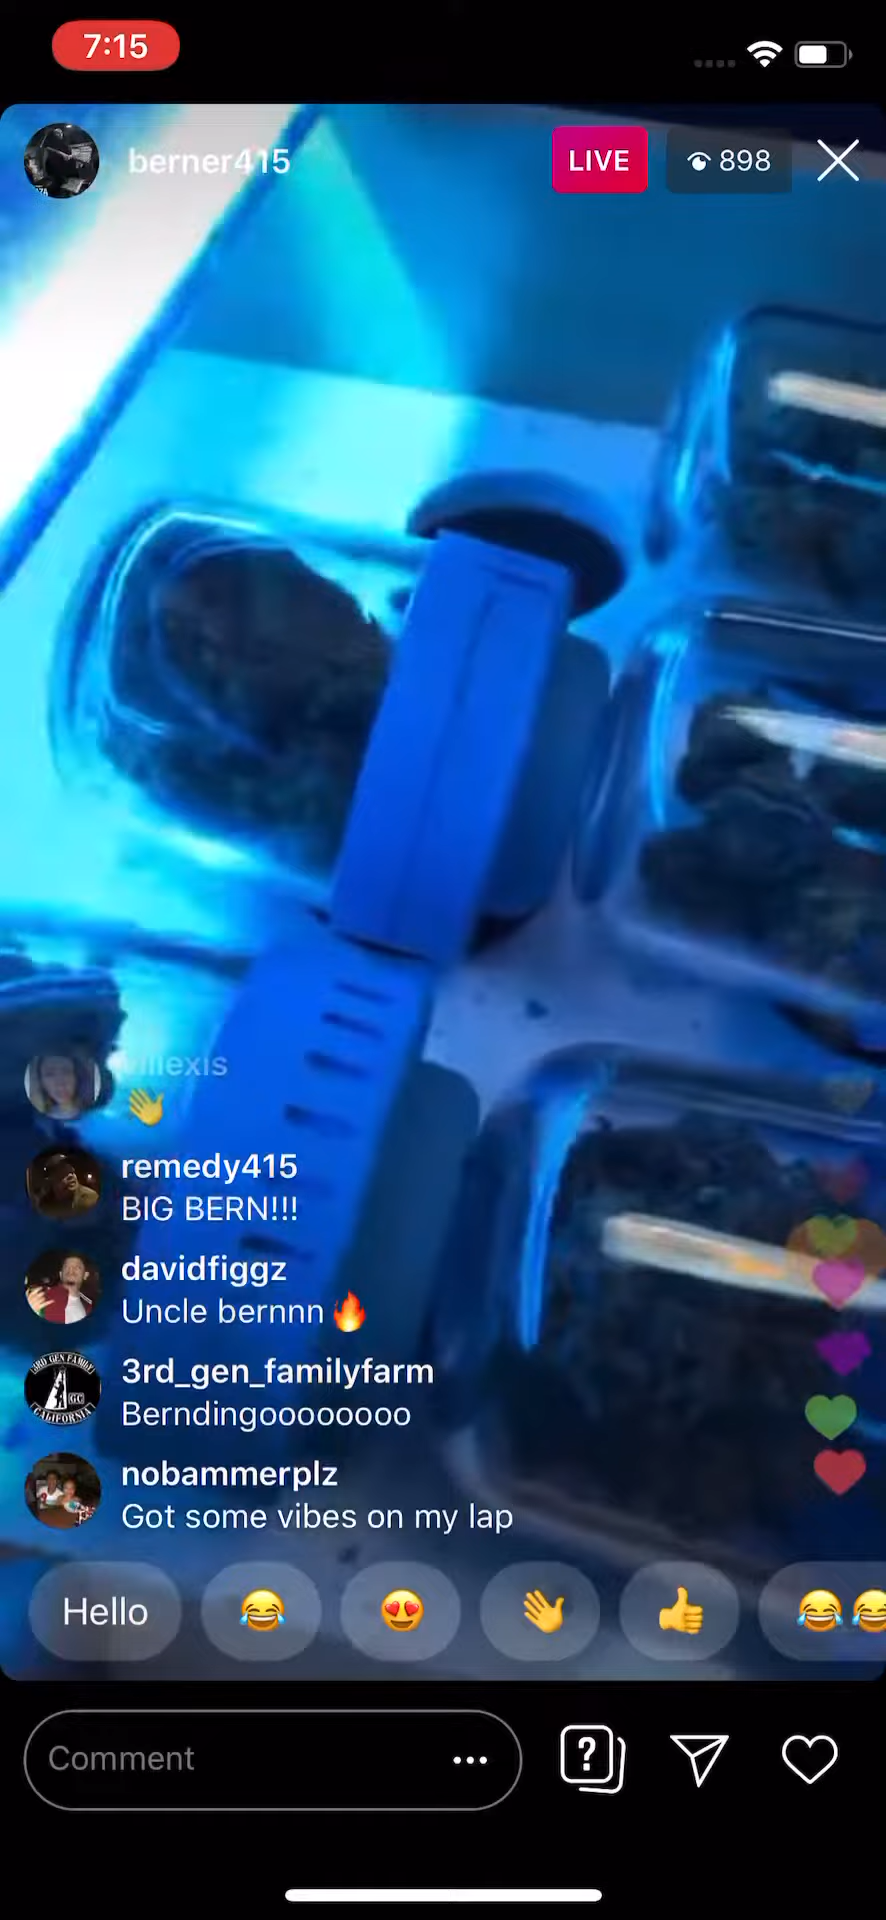 7:15
berner415
LIVE
898
remedy415
BIG BERN!!!
davidfiggz
Uncle bernnn🔥
3rd_gen_familyfarm
Berndingoooooooo
nobammerplz
Got some vibes on my lap
Hello
Comment